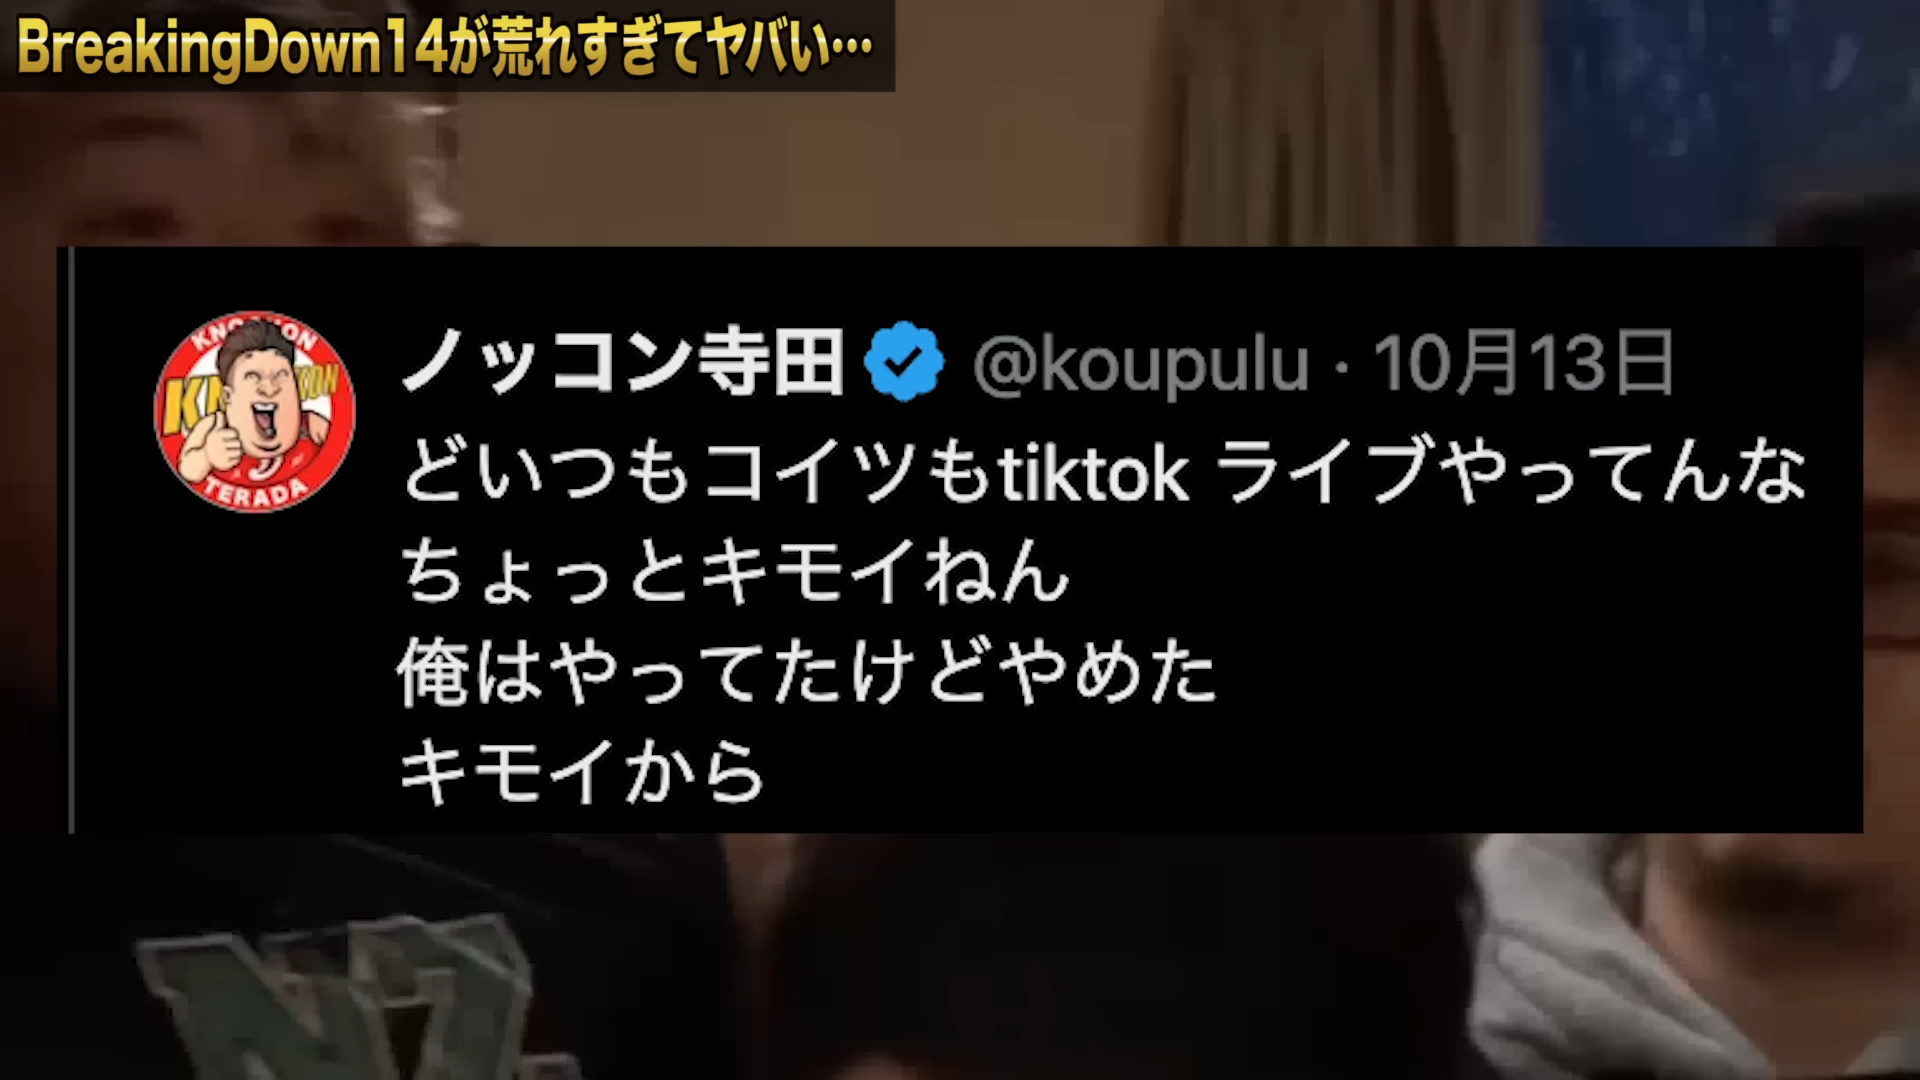 BreakingDown14が荒れすぎてヤバい…
ノッコン寺田 @koupulu · 10月13日
どいつもコイツもtiktok ライブやってんな
ちょっとキモイねん
俺はやってたけどやめた
キモイから
TERADA